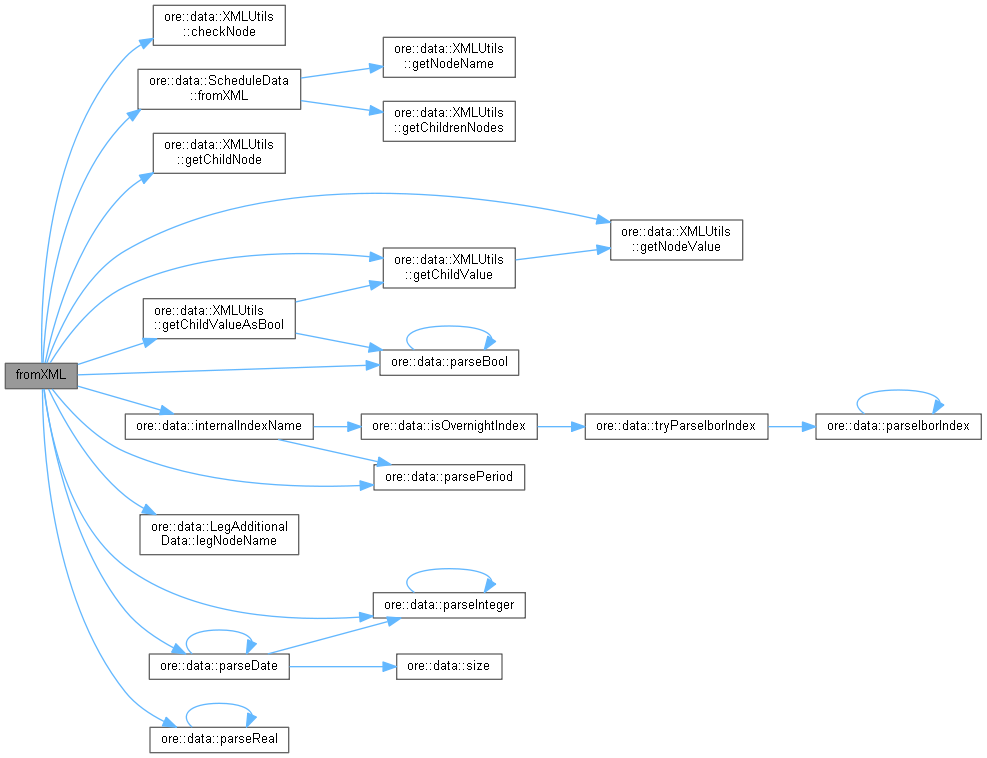 ore::data::XMLUtils
::checkNode
ore::data::XMLUtils
::getNodeName
ore::data::ScheduleData
::fromXML
ore::data::XMLUtils
::getChildrenNodes
ore::data::XMLUtils
::getChildNode
ore::data::XMLUtils
::getNodeValue
ore::data::XMLUtils
::getChildValue
ore::data::XMLUtils
::getChildValueAsBool
ore::data::parseBool
fromXML
ore::data::internalIndexName
ore::data::isOvernightIndex
ore::data::tryParseIborIndex
ore::data::parseIborIndex
ore::data::parsePeriod
ore::data::LegAdditional
Data::legNodeName
ore::data::parseInteger
ore::data::parseDate
ore::data::size
ore::data::parseReal